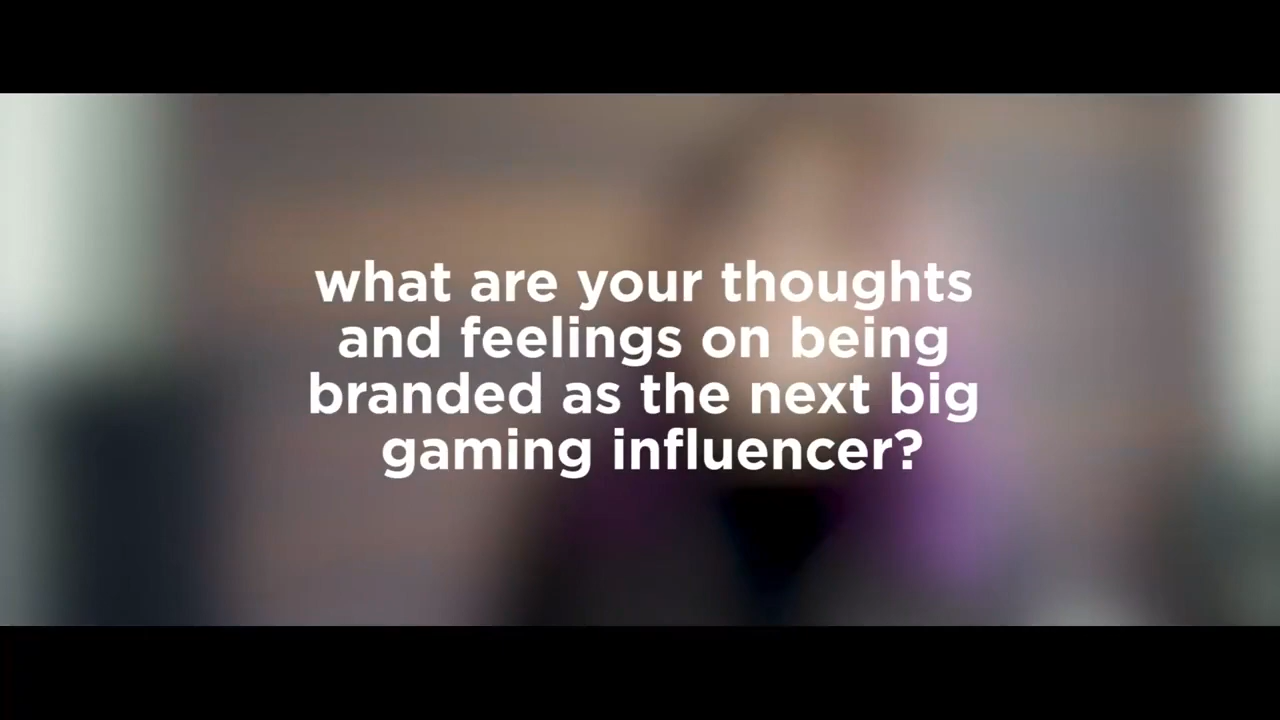 what are your thoughts
and feelings on being
branded as the next big
gaming influencer?